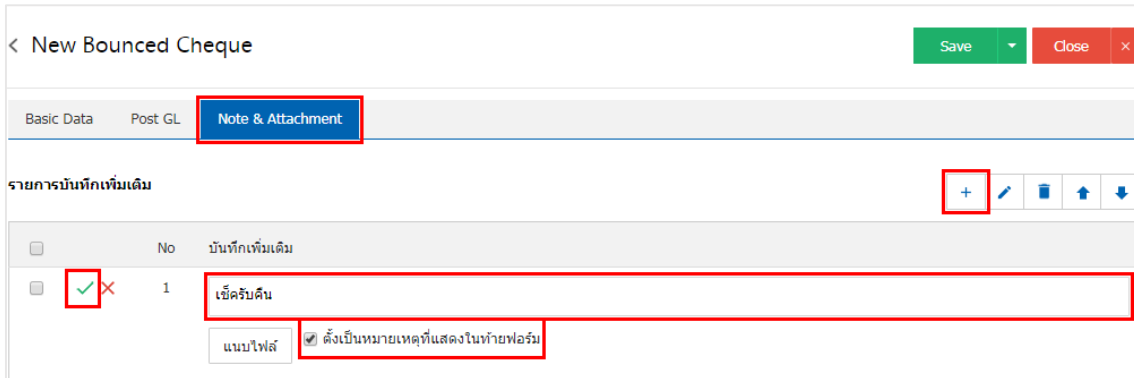 New Bounced Cheque
Save
Close
Basic Data
Post GL
Note & Attachment
รายการบันทึกเพิ่มเติม
No
บันทึกเพิ่มเติม
1
เช็ครับคืน
แนบไฟล์
ตั้งเป็นหมายเหตุที่แสดงในท้ายฟอร์ม